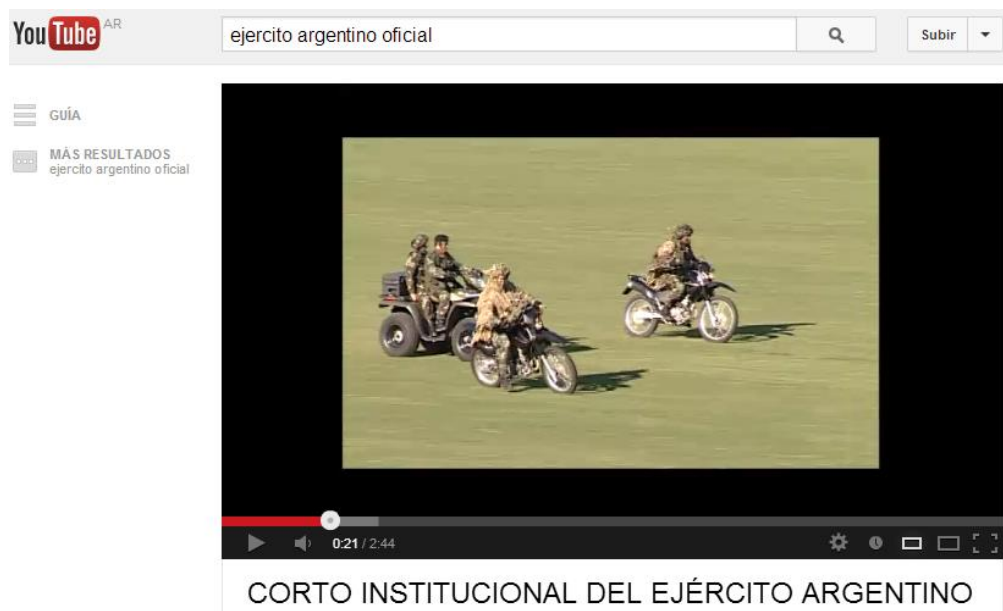 YouTube AR
ejercito argentino oficial
Subir
GUÍA
MÁS RESULTADOS
ejercito argentino oficial
0:21 / 2:44
CORTO INSTITUCIONAL DEL EJÉRCITO ARGENTINO